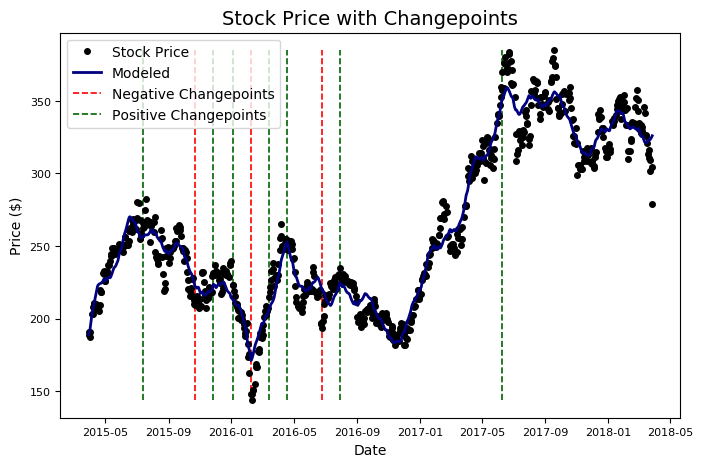 Stock Price with Changepoints
Stock Price
Modeled
Negative Changepoints
Positive Changepoints
Price ($)
350
300
250
200
150
2015-05 2015-09 2016-01 2016-05 2016-09 2017-01 2017-05 2017-09 2018-01 2018-05
Date